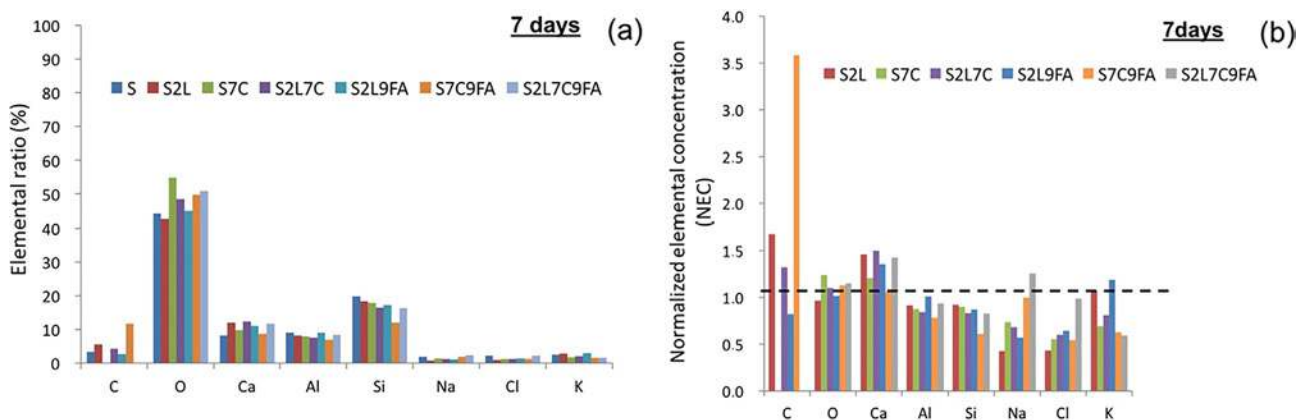 7 days (a)
Elemental ratio (%)
100
90
80
70
60
50
40
30
20
10
0
S S2L S7C S2L7C S2L9FA S7C9FA S2L7C9FA
C O Ca Al Si Na Cl K
7days (b)
Normalized elemental concentration
(NEC)
4.0
3.5
3.0
2.5
2.0
1.5
1.0
0.5
0.0
S2L S7C S2L7C S2L9FA S7C9FA S2L7C9FA
C O Ca Al Si Na Cl K